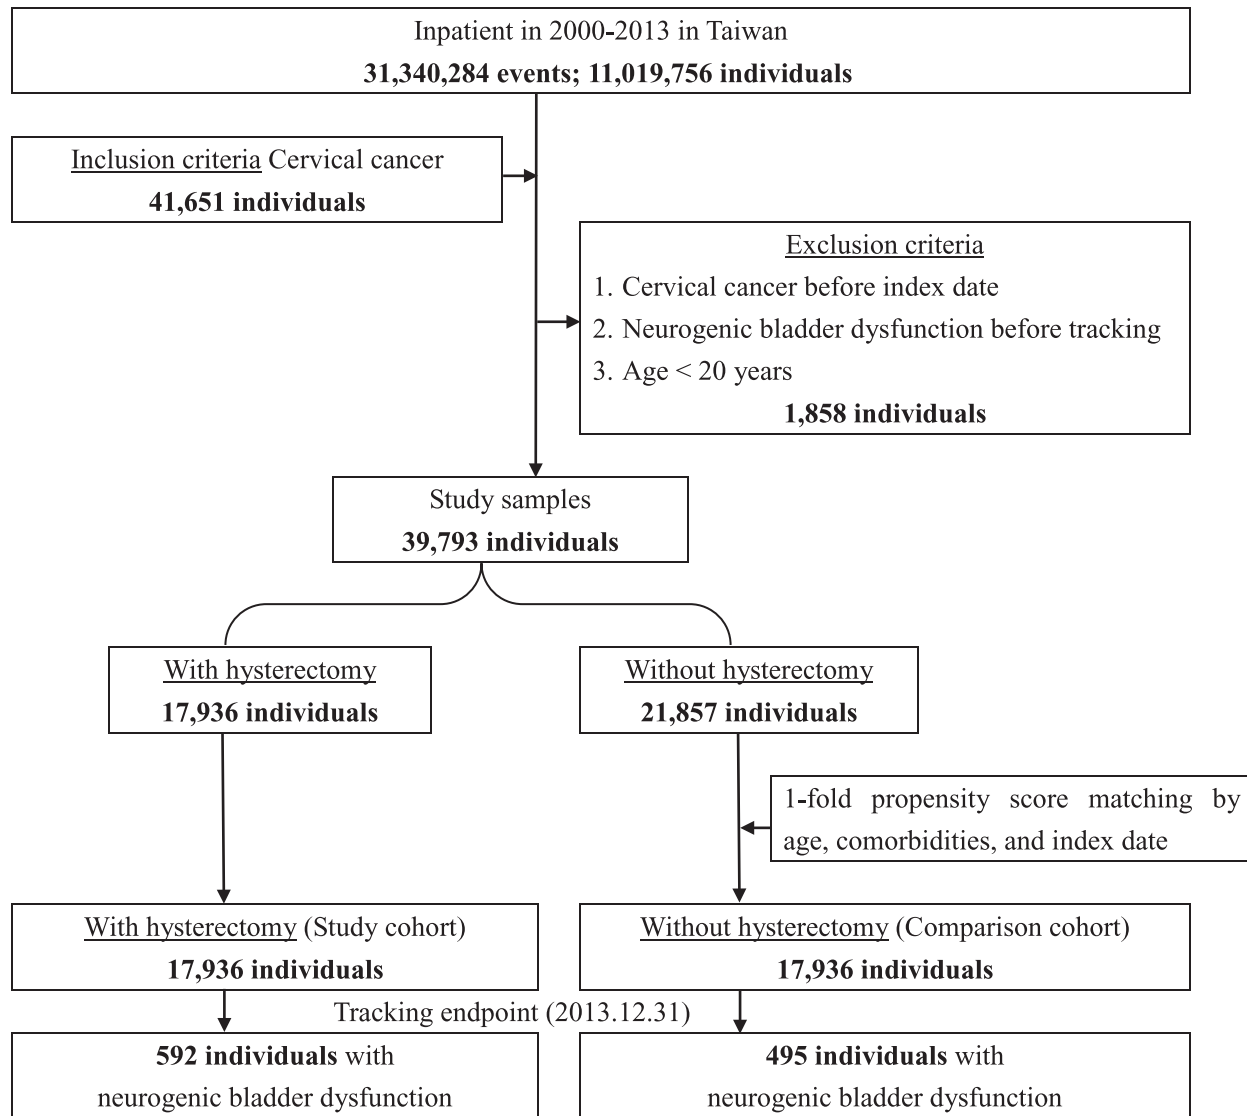 Inpatient in 2000-2013 in Taiwan
31,340,284 events; 11,019,756 individuals
Inclusion criteria Cervical cancer
41,651 individuals
Exclusion criteria
1. Cervical cancer before index date
2. Neurogenic bladder dysfunction before tracking
3. Age < 20 years
1,858 individuals
Study samples
39,793 individuals
With hysterectomy
17,936 individuals
Without hysterectomy
21,857 individuals
1-fold propensity score matching by
age, comorbidities, and index date
With hysterectomy (Study cohort)
17,936 individuals
Without hysterectomy (Comparison cohort)
17,936 individuals
Tracking endpoint (2013.12.31)
592 individuals with
neurogenic bladder dysfunction
495 individuals with
neurogenic bladder dysfunction